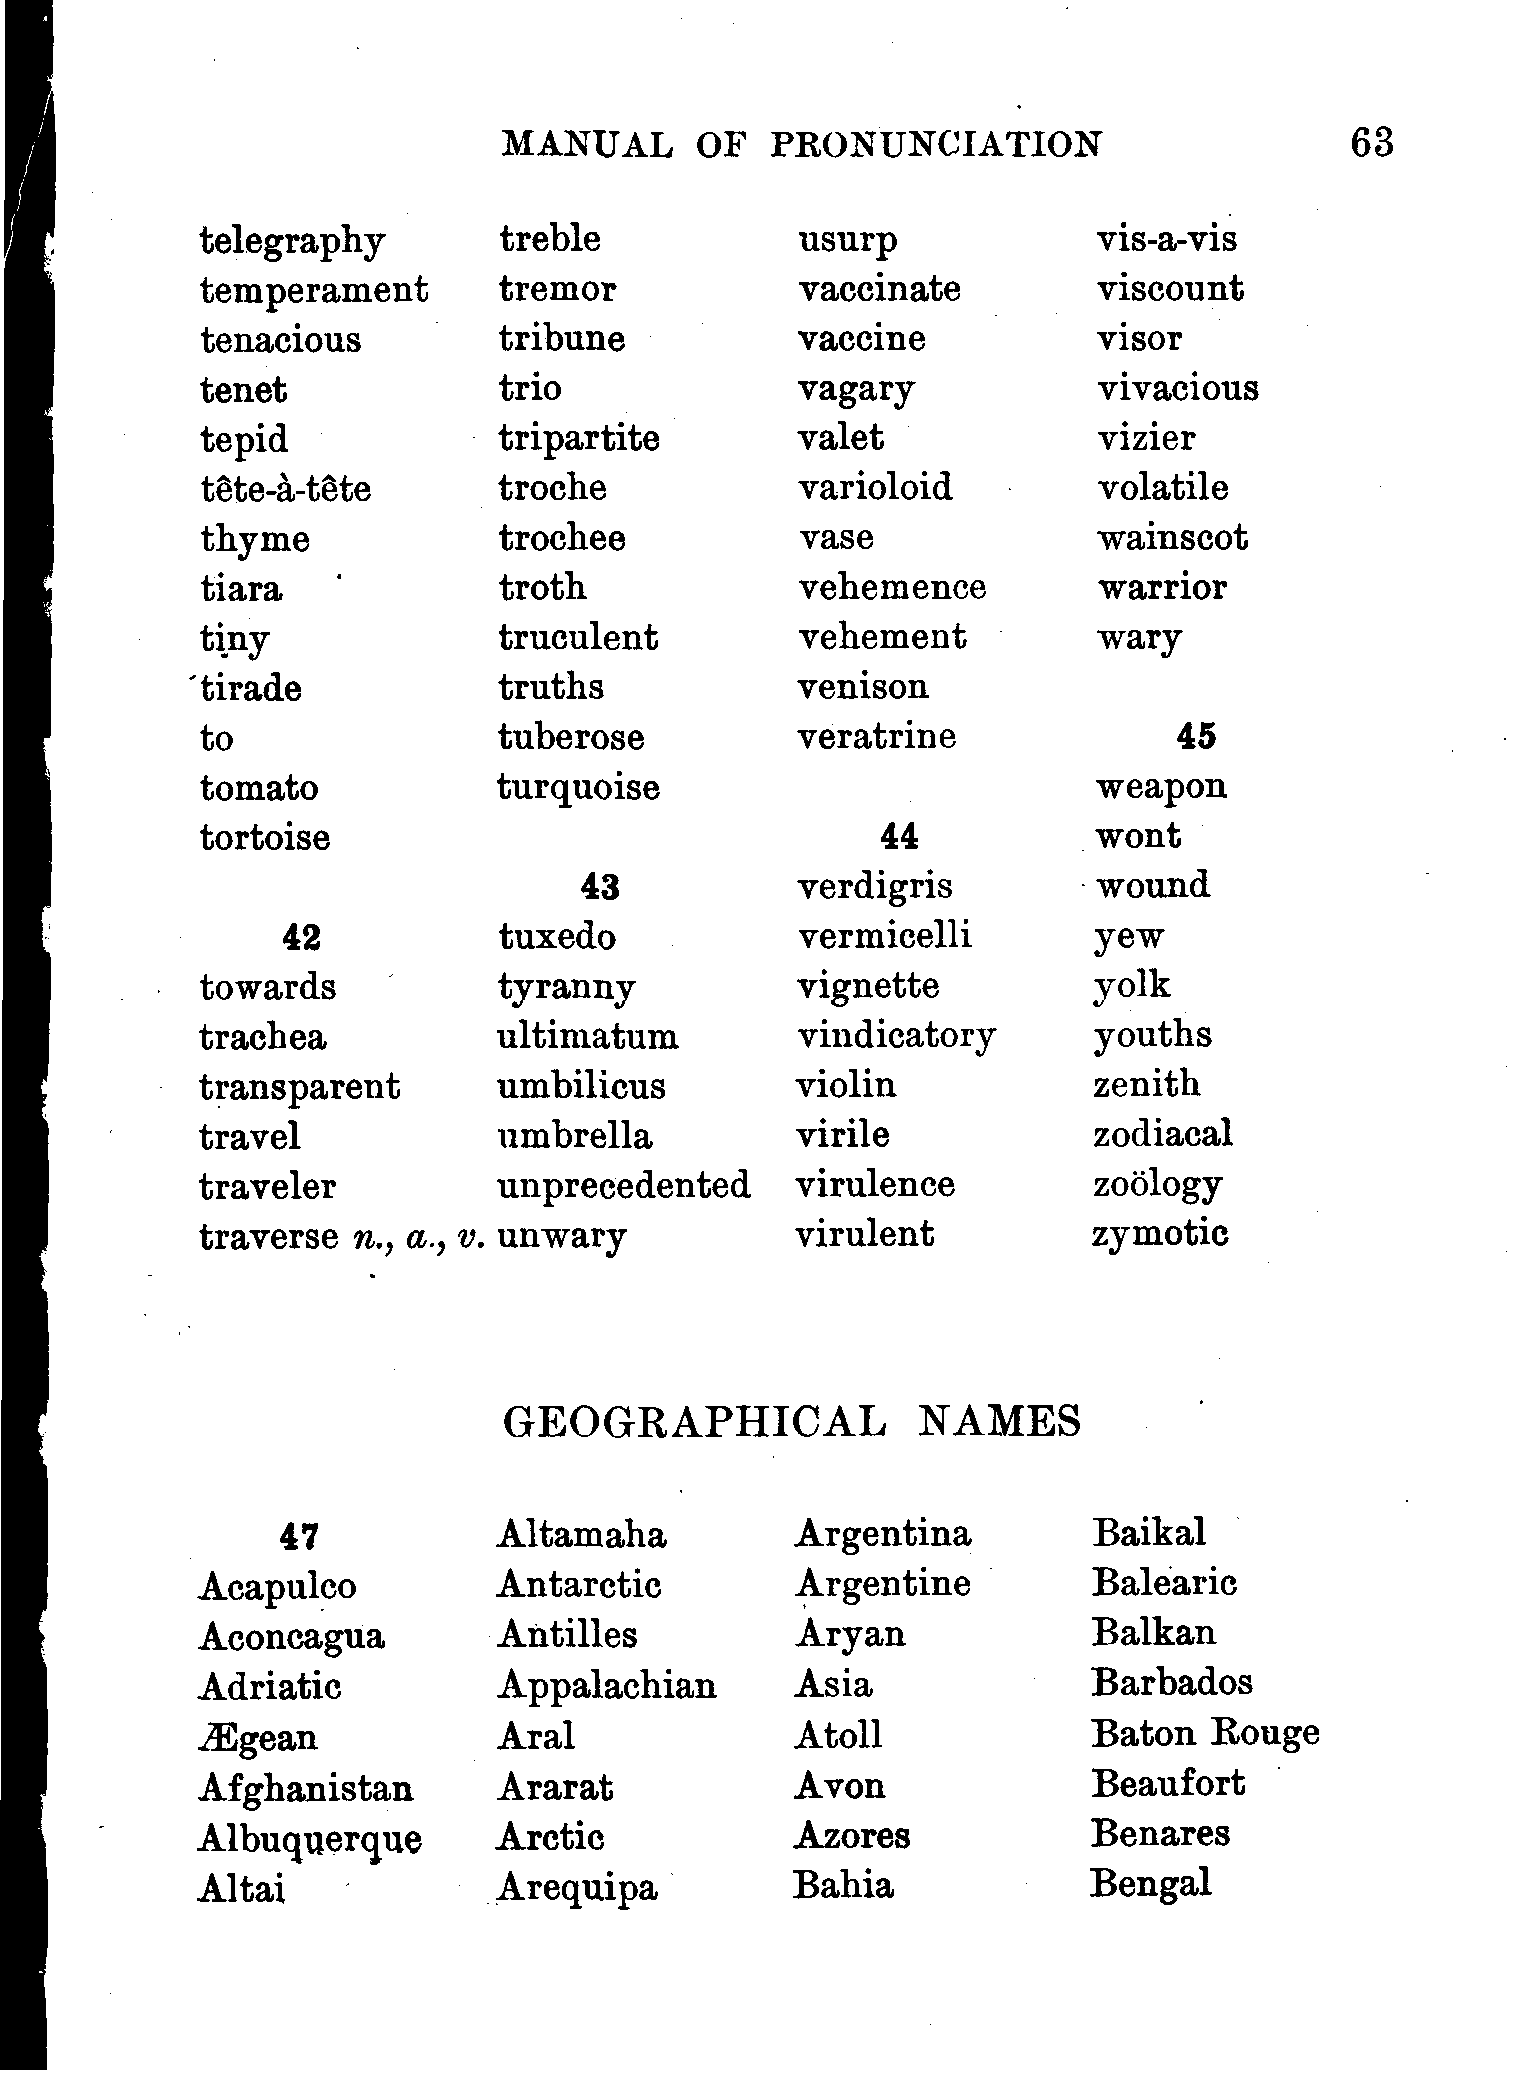 MANUAL OF PRONUNCIATION 63
telegraphy
temperament
tenacious
tenet
tepid
tête-à-tête
thyme
tiara
tiny
tirade
to
tomato
tortoise
42
towards
trachea
transparent
travel
traveler
traverse n., a., v.
treble
tremor
tribune
trio
tripartite
troche
trochee
troth
truculent
truths
tuberose
turquoise
43
tuxedo
tyranny
ultimatum
umbilicus
umbrella
unprecedented
unwary
usurp
vaccinate
vaccine
vagary
valet
varioloid
vase
vehemence
vehement
venison
veratrine
44
verdigris
vermicelli
vignette
vindicatory
violin
virile
virulence
virulent
vis-a-vis
viscount
visor
vivacious
vizier
volatile
wainscot
warrior
wary
45
weapon
wont
wound
yew
yolk
youths
zenith
zodiacal
zoölogy
zymotic
GEOGRAPHICAL NAMES
47
Acapulco
Aconcagua
Adriatic
Ægean
Afghanistan
Albuquerque
Altai
Altamaha
Antarctic
Antilles
Appalachian
Aral
Ararat
Arctic
Arequipa
Argentina
Argentine
Aryan
Asia
Atoll
Avon
Azores
Bahia
Baikal
Balearic
Balkan
Barbados
Baton Rouge
Beaufort
Benares
Bengal